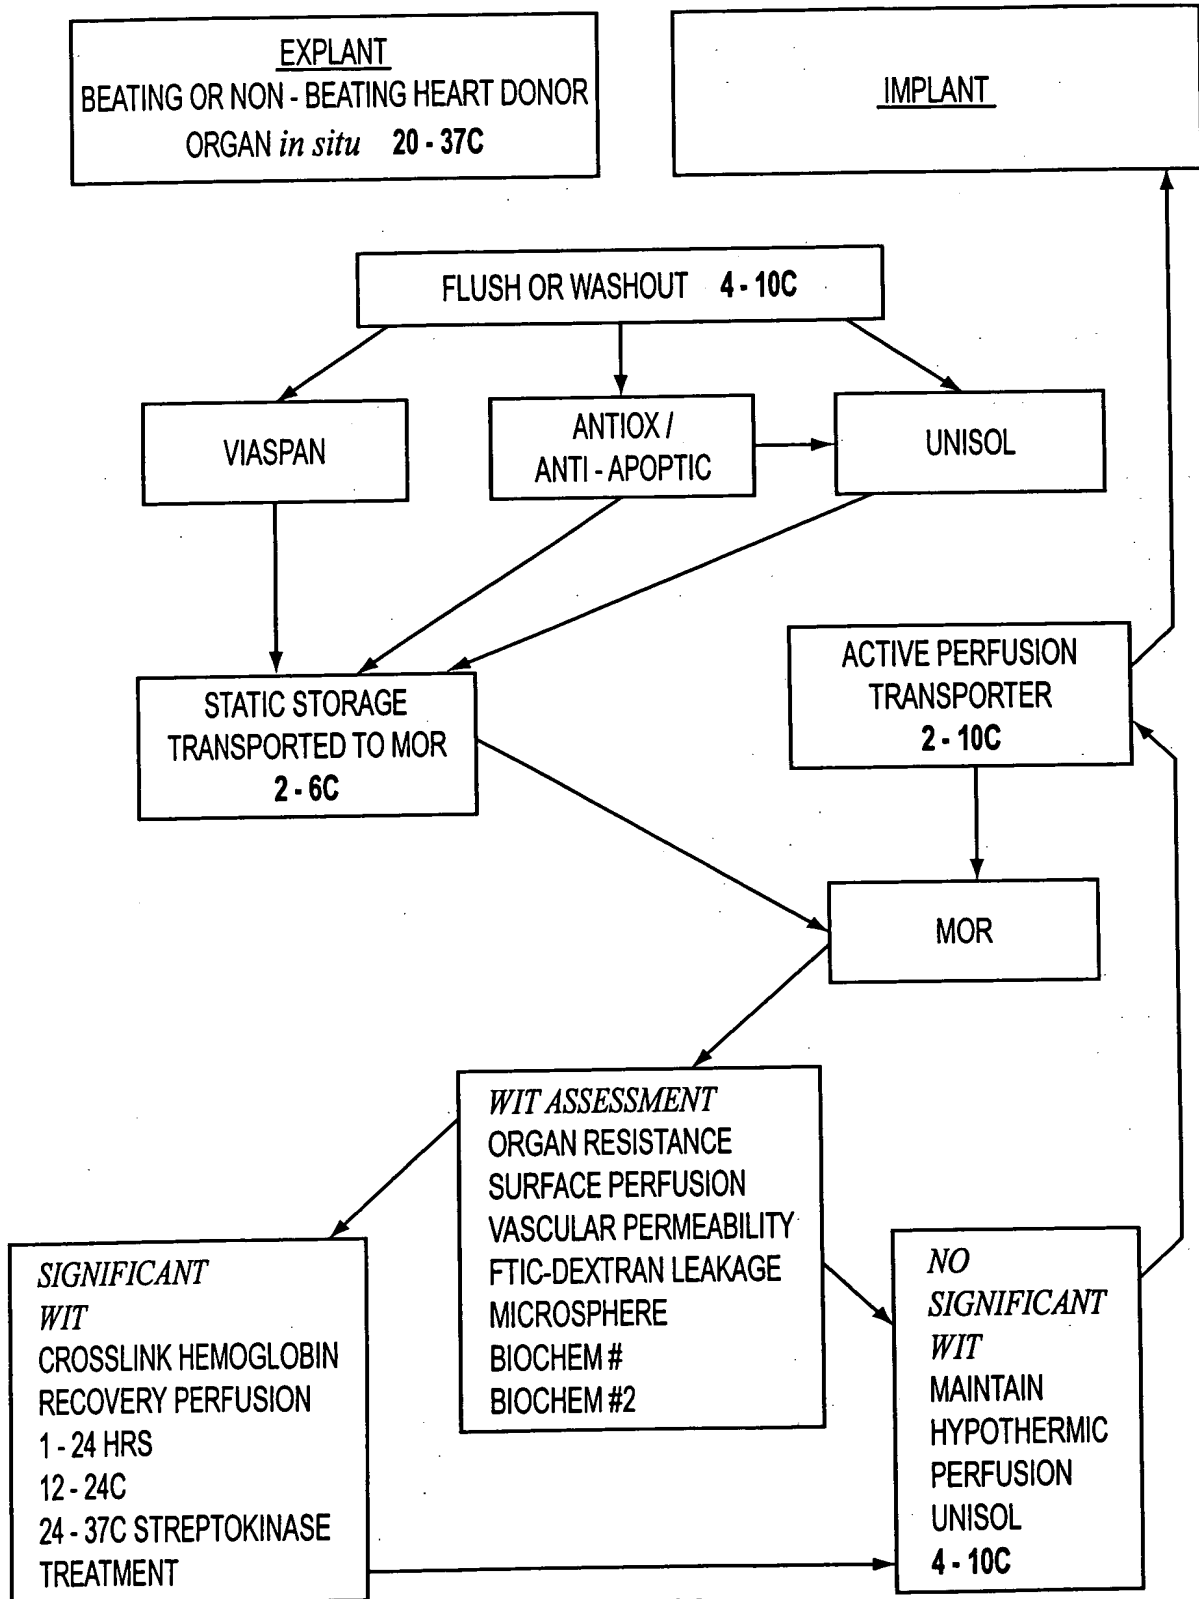 EXPLANT
BEATING OR NON - BEATING HEART DONOR
ORGAN in situ 20 - 37C
IMPLANT
FLUSH OR WASHOUT 4 - 10C
VIASPAN
ANTIOX /
ANTI - APOPTIC
UNISOL
STATIC STORAGE
TRANSPORTED TO MOR
2 - 6C
ACTIVE PERFUSION
TRANSPORTER
2 - 10C
MOR
WIT ASSESSMENT
ORGAN RESISTANCE
SURFACE PERFUSION
VASCULAR PERMEABILITY
FTIC-DEXTRAN LEAKAGE
MICROSPHERE
BIOCHEM #
BIOCHEM #2
SIGNIFICANT
WIT
CROSSLINK HEMOGLOBIN
RECOVERY PERFUSION
1 - 24 HRS
12 - 24C
24 - 37C STREPTOKINASE
TREATMENT
NO
SIGNIFICANT
WIT
MAINTAIN
HYPOTHERMIC
PERFUSION
UNISOL
4 - 10C